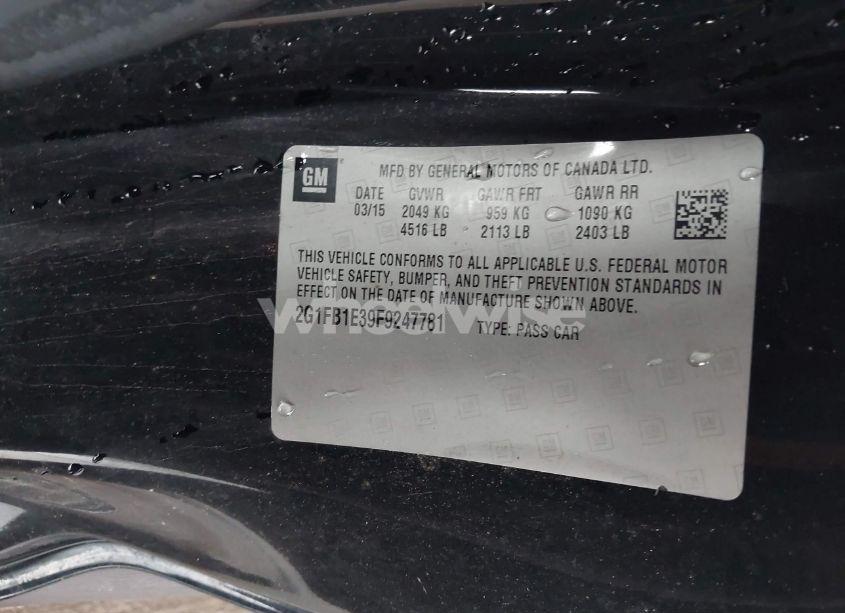 GM MFD BY GENERAL MOTORS OF CANADA LTD.
DATE GVWR GAWR FRT GAWR RR
03/15 2049 KG 959 KG 1090 KG
4516 LB 2113 LB 2403 LB
THIS VEHICLE CONFORMS TO ALL APPLICABLE U.S. FEDERAL MOTOR
VEHICLE SAFETY, BUMPER, AND THEFT PREVENTION STANDARDS IN
EFFECT ON THE DATE OF MANUFACTURE SHOWN ABOVE.
2G1FB1E39F9247781 TYPE: PASS CAR
wheelwise